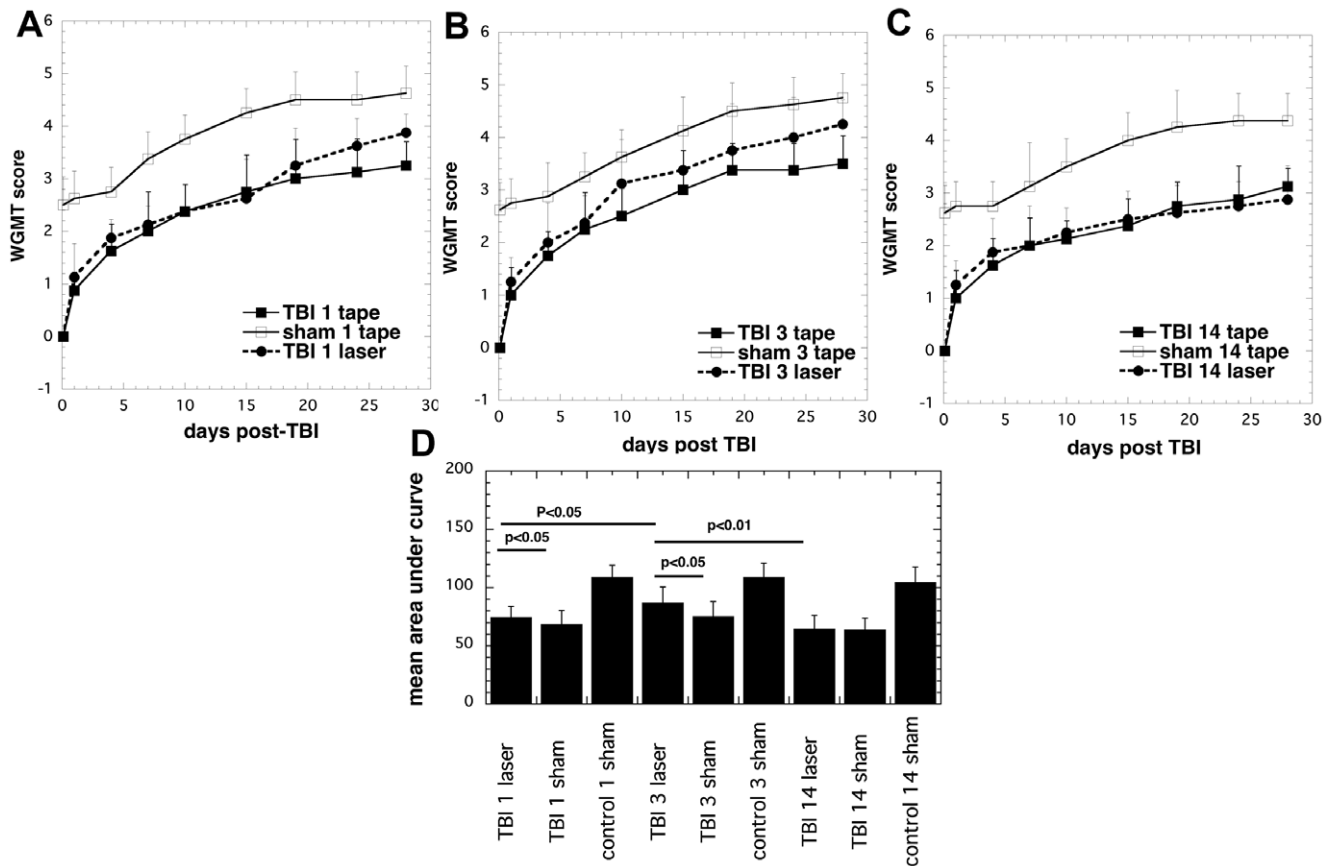 A
6
5
4
3
2
1
0
-1
WGMT score
TBI 1 tape
sham 1 tape
TBI 1 laser
0 5 10 15 20 25 30
days post-TBI
B
6
5
4
3
2
1
0
-1
WGMT score
TBI 3 tape
sham 3 tape
TBI 3 laser
0 5 10 15 20 25 30
days post TBI
C
6
5
4
3
2
1
0
-1
WGMT score
TBI 14 tape
sham 14 tape
TBI 14 laser
0 5 10 15 20 25 30
days post TBI
D
200
150
100
50
0
mean area under curve
P<0.05
p<0.05
p<0.01
p<0.05
TBI 1 laser
TBI 1 sham
control 1 sham
TBI 3 laser
TBI 3 sham
control 3 sham
TBI 14 laser
TBI 14 sham
control 14 sham